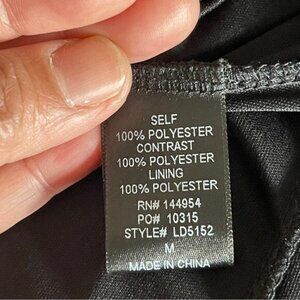 SELF
100% POLYESTER
CONTRAST
100% POLYESTER
LINING
100% POLYESTER
RN# 144954
PO# 10315
STYLE# LD5152
M
MADE IN CHINA